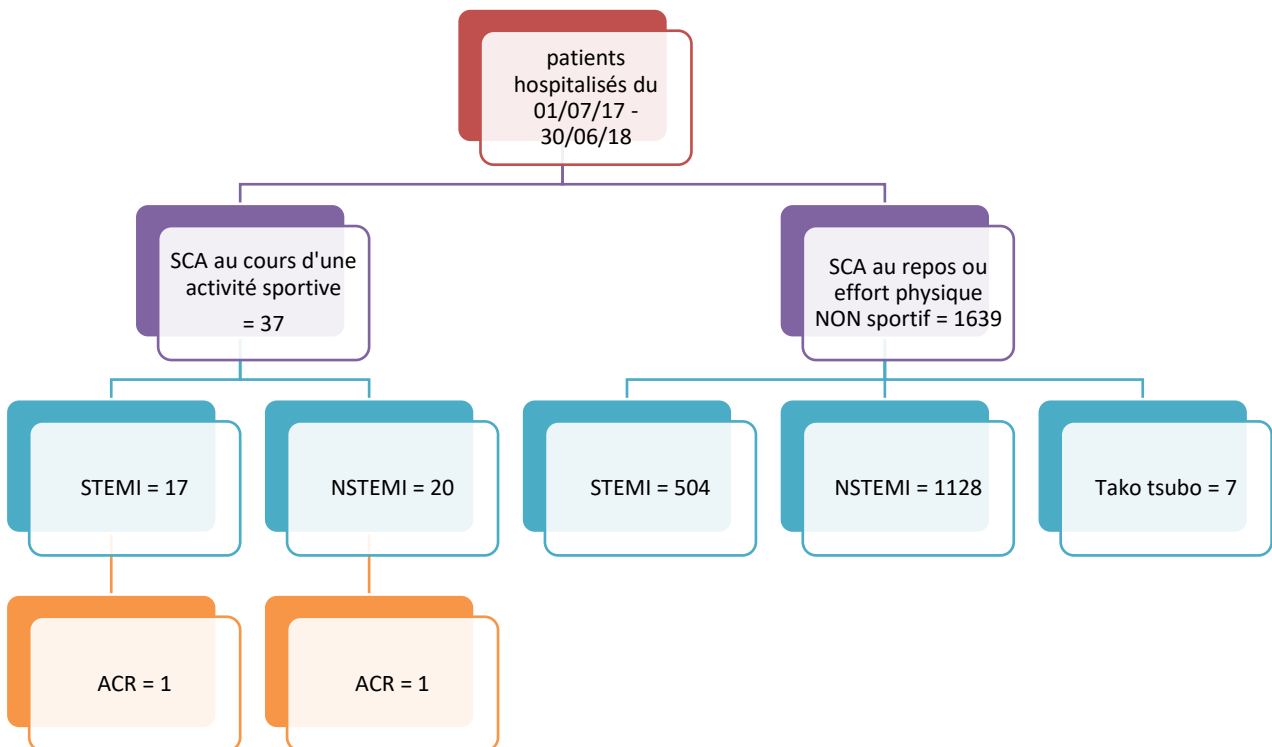 patients
hospitalisés du
01/07/17 -
30/06/18
SCA au cours d'une
activité sportive
= 37
SCA au repos ou
effort physique
NON sportif = 1639
STEMI = 17
NSTEMI = 20
STEMI = 504
NSTEMI = 1128
Tako tsubo = 7
ACR = 1
ACR = 1